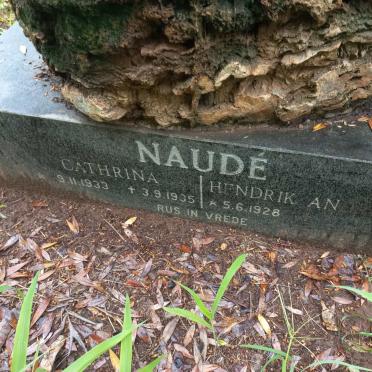 NAUDÉ
CATHRINA
9.11.1933 + 3.9.1935
HENDRIK AN
* 5.6.1928
RUS IN VREDE